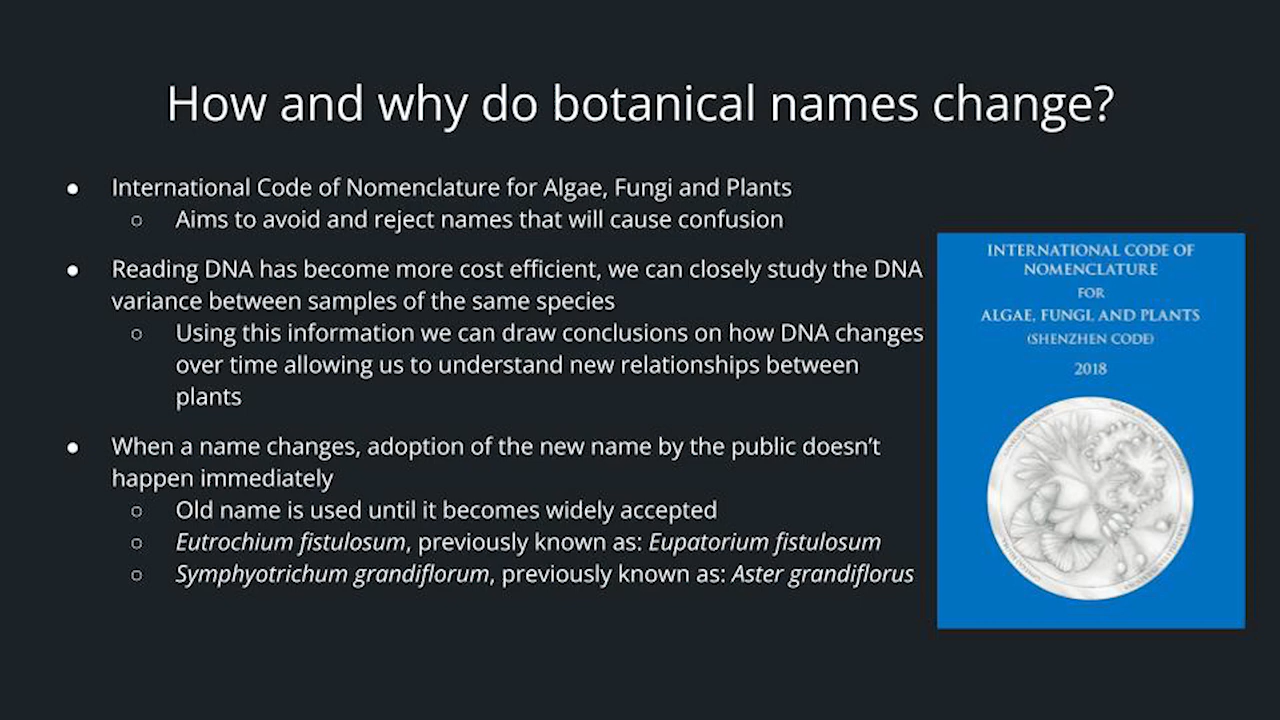 How and why do botanical names change?
● International Code of Nomenclature for Algae, Fungi and Plants
○ Aims to avoid and reject names that will cause confusion
● Reading DNA has become more cost efficient, we can closely study the DNA
variance between samples of the same species
○ Using this information we can draw conclusions on how DNA changes
over time allowing us to understand new relationships between
plants
● When a name changes, adoption of the new name by the public doesn't
happen immediately
○ Old name is used until it becomes widely accepted
○ Eutrochium fistulosum, previously known as: Eupatorium fistulosum
○ Symphyotrichum grandiflorum, previously known as: Aster grandiflorus
INTERNATIONAL CODE OF
NOMENCLATURE
FOR
ALGAE, FUNGI, AND PLANTS
(SHENZHEN CODE)
2018